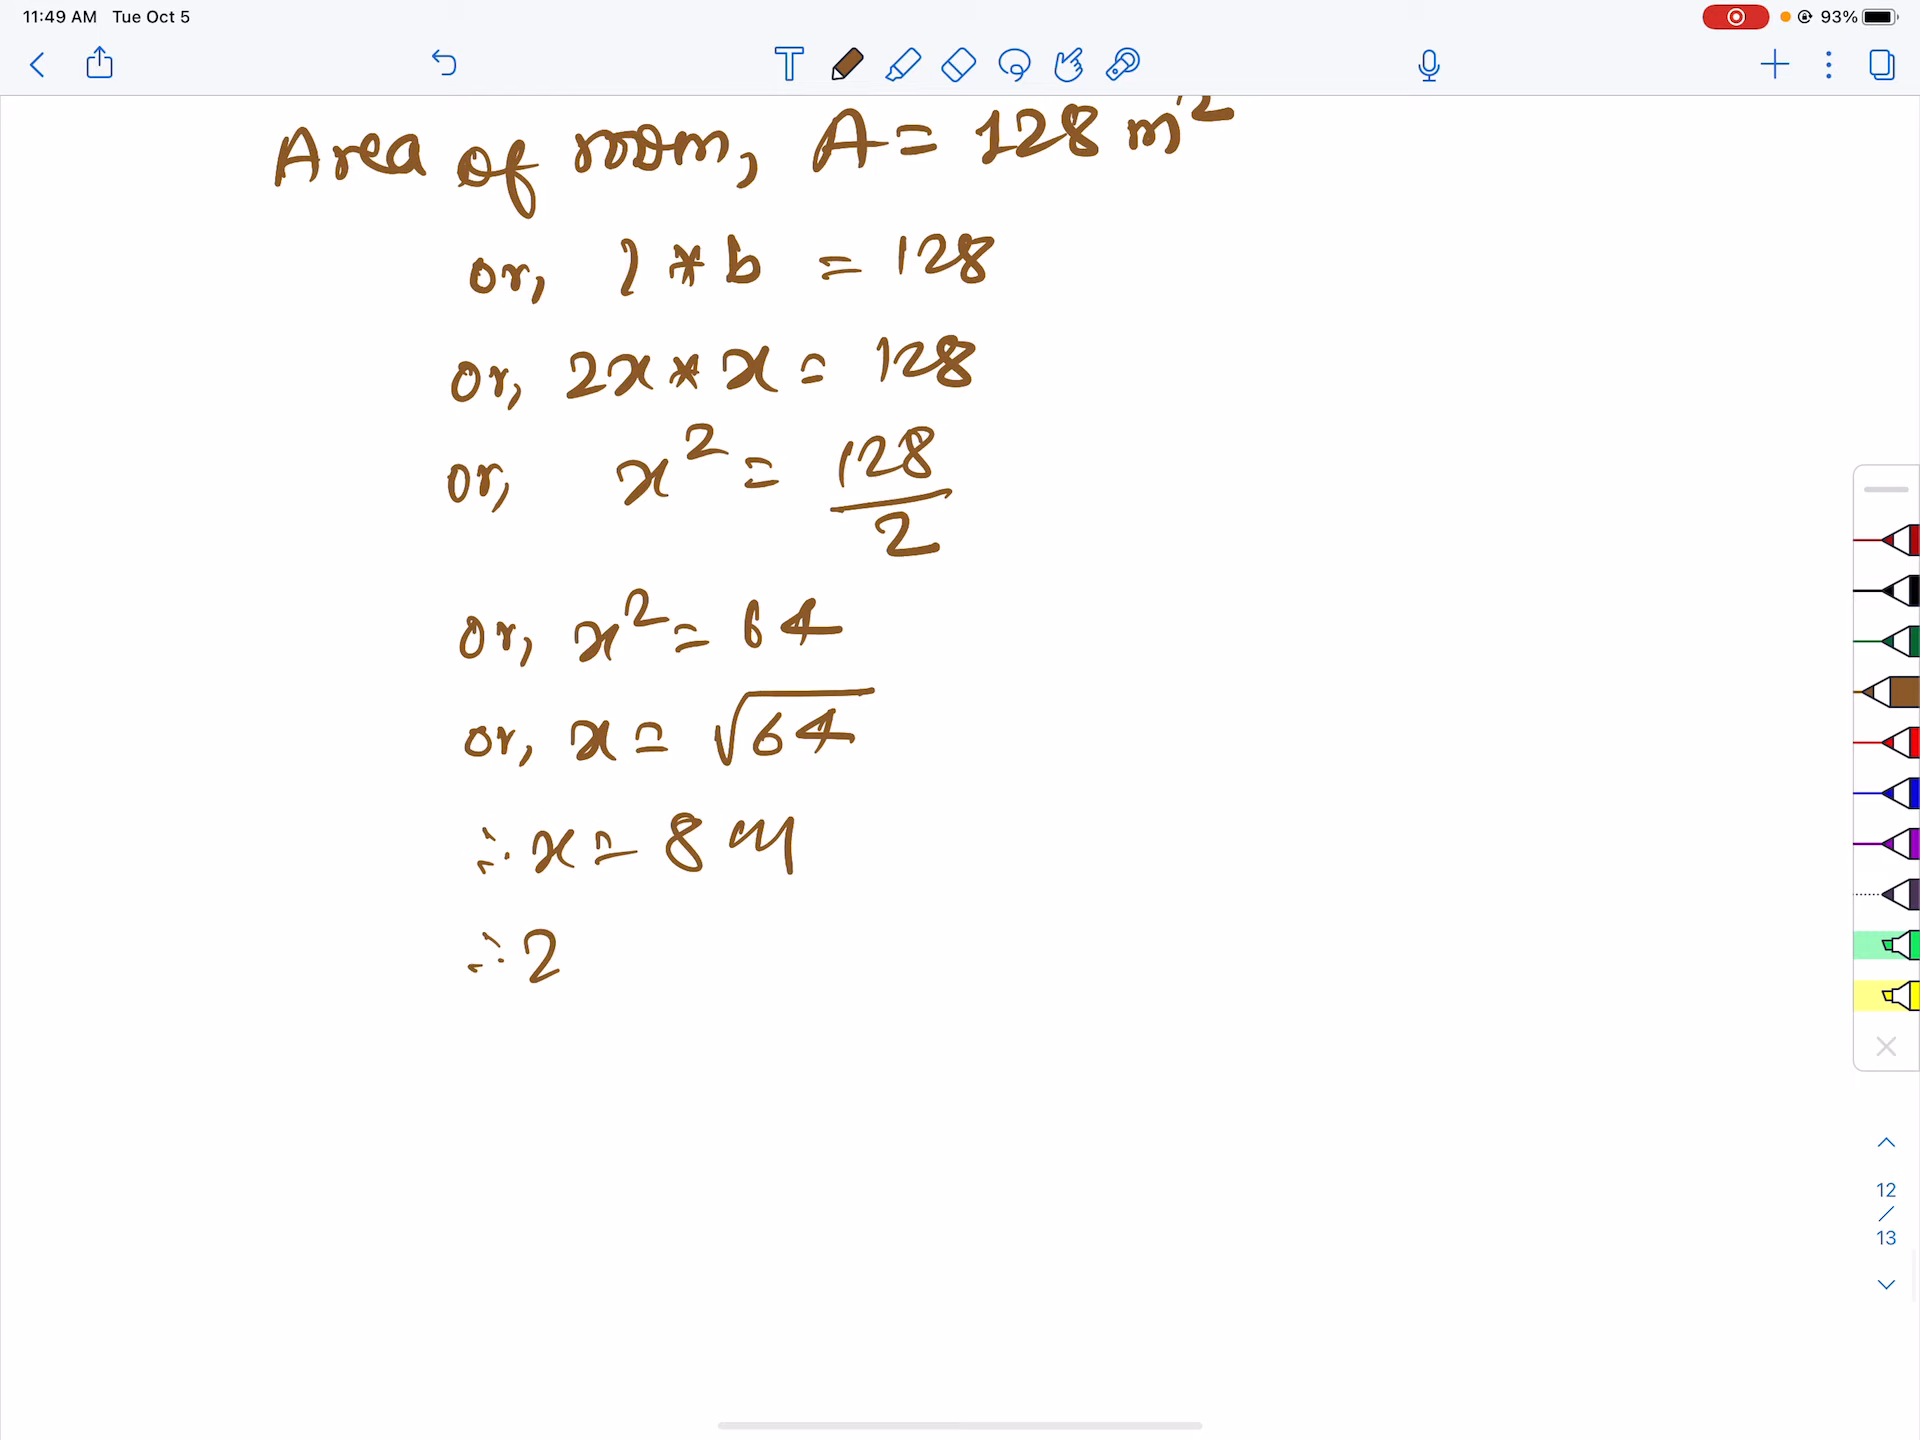 11:49 AM Tue Oct 5 93%
Area of room, A = 128 m²
or, l * b = 128
or, 2x * x = 128
or, x² = 128/2
or, x² = 64
or, x = √64
∴ x = 8 m
∴ 2
12
/
13